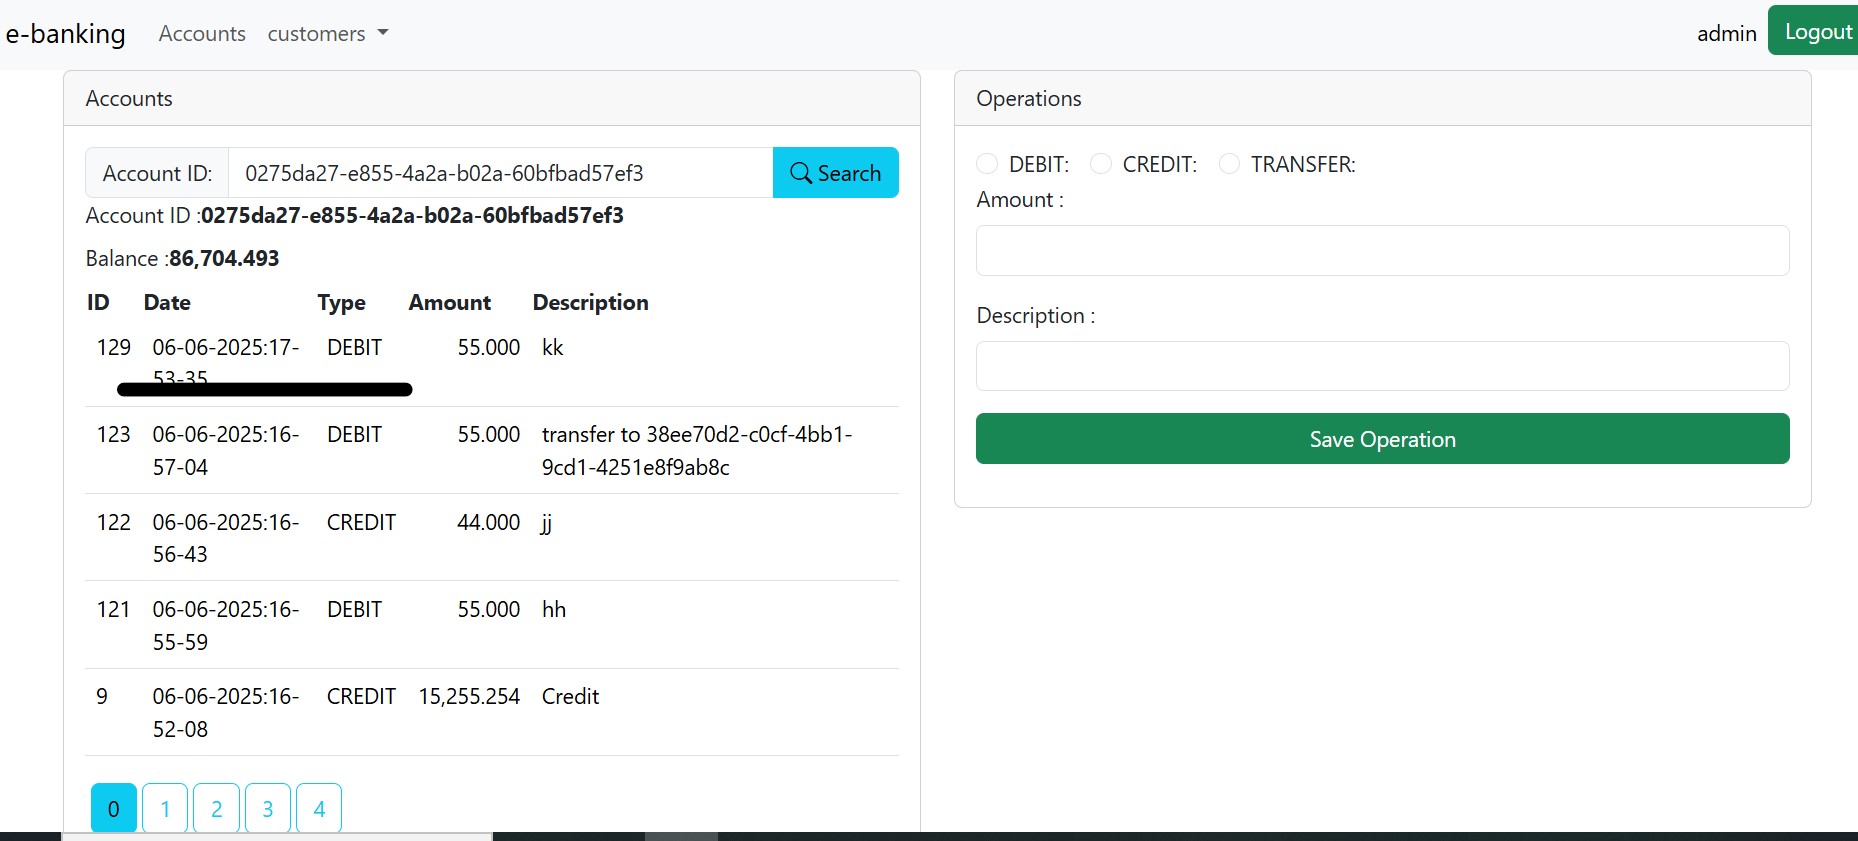 e-banking Accounts customers admin Logout
Accounts
Account ID: 0275da27-e855-4a2a-b02a-60bfbad57ef3 Search
Account ID :0275da27-e855-4a2a-b02a-60bfbad57ef3
Balance :86,704.493
ID Date Type Amount Description
129 06-06-2025:17- DEBIT 55.000 kk
53-35
123 06-06-2025:16- DEBIT 55.000 transfer to 38ee70d2-c0cf-4bb1-
57-04 9cd1-4251e8f9ab8c
122 06-06-2025:16- CREDIT 44.000 jj
56-43
121 06-06-2025:16- DEBIT 55.000 hh
55-59
9 06-06-2025:16- CREDIT 15,255.254 Credit
52-08
0 1 2 3 4
Operations
DEBIT: CREDIT: TRANSFER:
Amount :
Description :
Save Operation